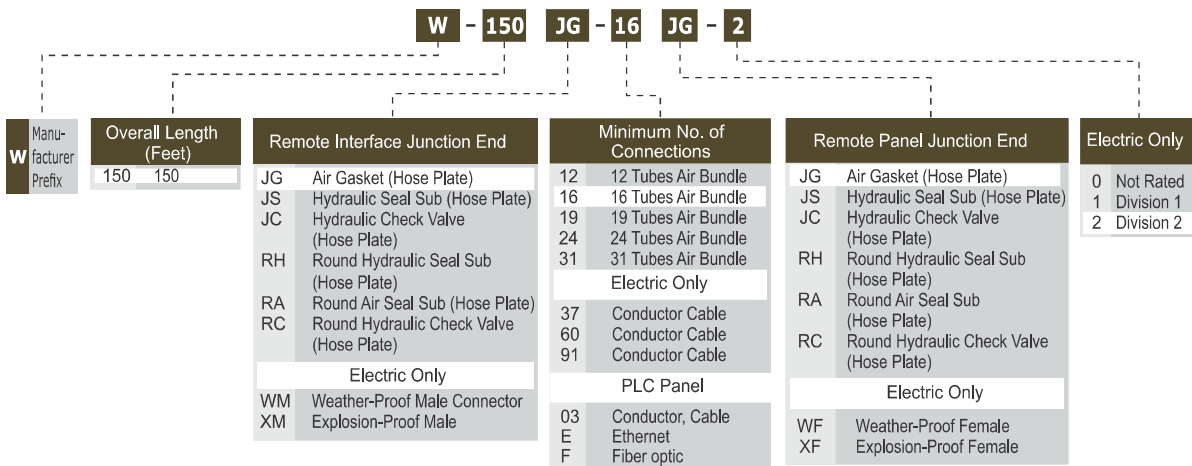 W - 150 JG - 16 JG - 2
W Manu-
facturer
Prefix
Overall Length
(Feet)
150 150
Remote Interface Junction End
JG Air Gasket (Hose Plate)
JS Hydraulic Seal Sub (Hose Plate)
JC Hydraulic Check Valve
(Hose Plate)
RH Round Hydraulic Seal Sub
(Hose Plate)
RA Round Air Seal Sub (Hose Plate)
RC Round Hydraulic Check Valve
(Hose Plate)
Electric Only
WM Weather-Proof Male Connector
XM Explosion-Proof Male
Minimum No. of
Connections
12 12 Tubes Air Bundle
16 16 Tubes Air Bundle
19 19 Tubes Air Bundle
24 24 Tubes Air Bundle
31 31 Tubes Air Bundle
Electric Only
37 Conductor Cable
60 Conductor Cable
91 Conductor Cable
PLC Panel
03 Conductor, Cable
E Ethernet
F Fiber optic
Remote Panel Junction End
JG Air Gasket (Hose Plate)
JS Hydraulic Seal Sub (Hose Plate)
JC Hydraulic Check Valve
(Hose Plate)
RH Round Hydraulic Seal Sub
(Hose Plate)
RA Round Air Seal Sub
(Hose Plate)
RC Round Hydraulic Check Valve
(Hose Plate)
Electric Only
WF Weather-Proof Female
XF Explosion-Proof Female
Electric Only
0 Not Rated
1 Division 1
2 Division 2